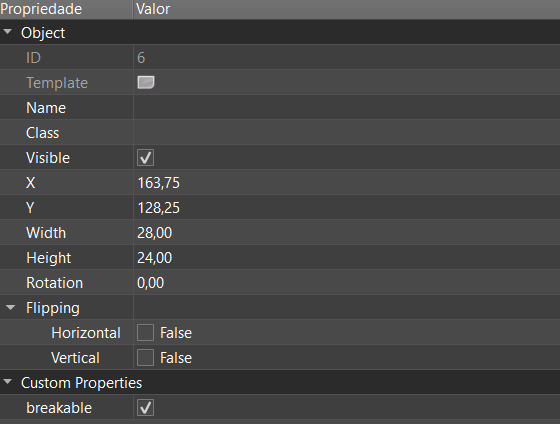 Propriedade Valor
Object
ID 6
Template
Name
Class
Visible
X 163,75
Y 128,25
Width 28,00
Height 24,00
Rotation 0,00
Flipping
Horizontal False
Vertical False
Custom Properties
breakable